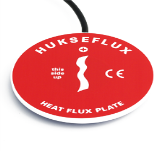 HUKSEFLUX
+
this
side
up
CE
HEAT FLUX PLATE